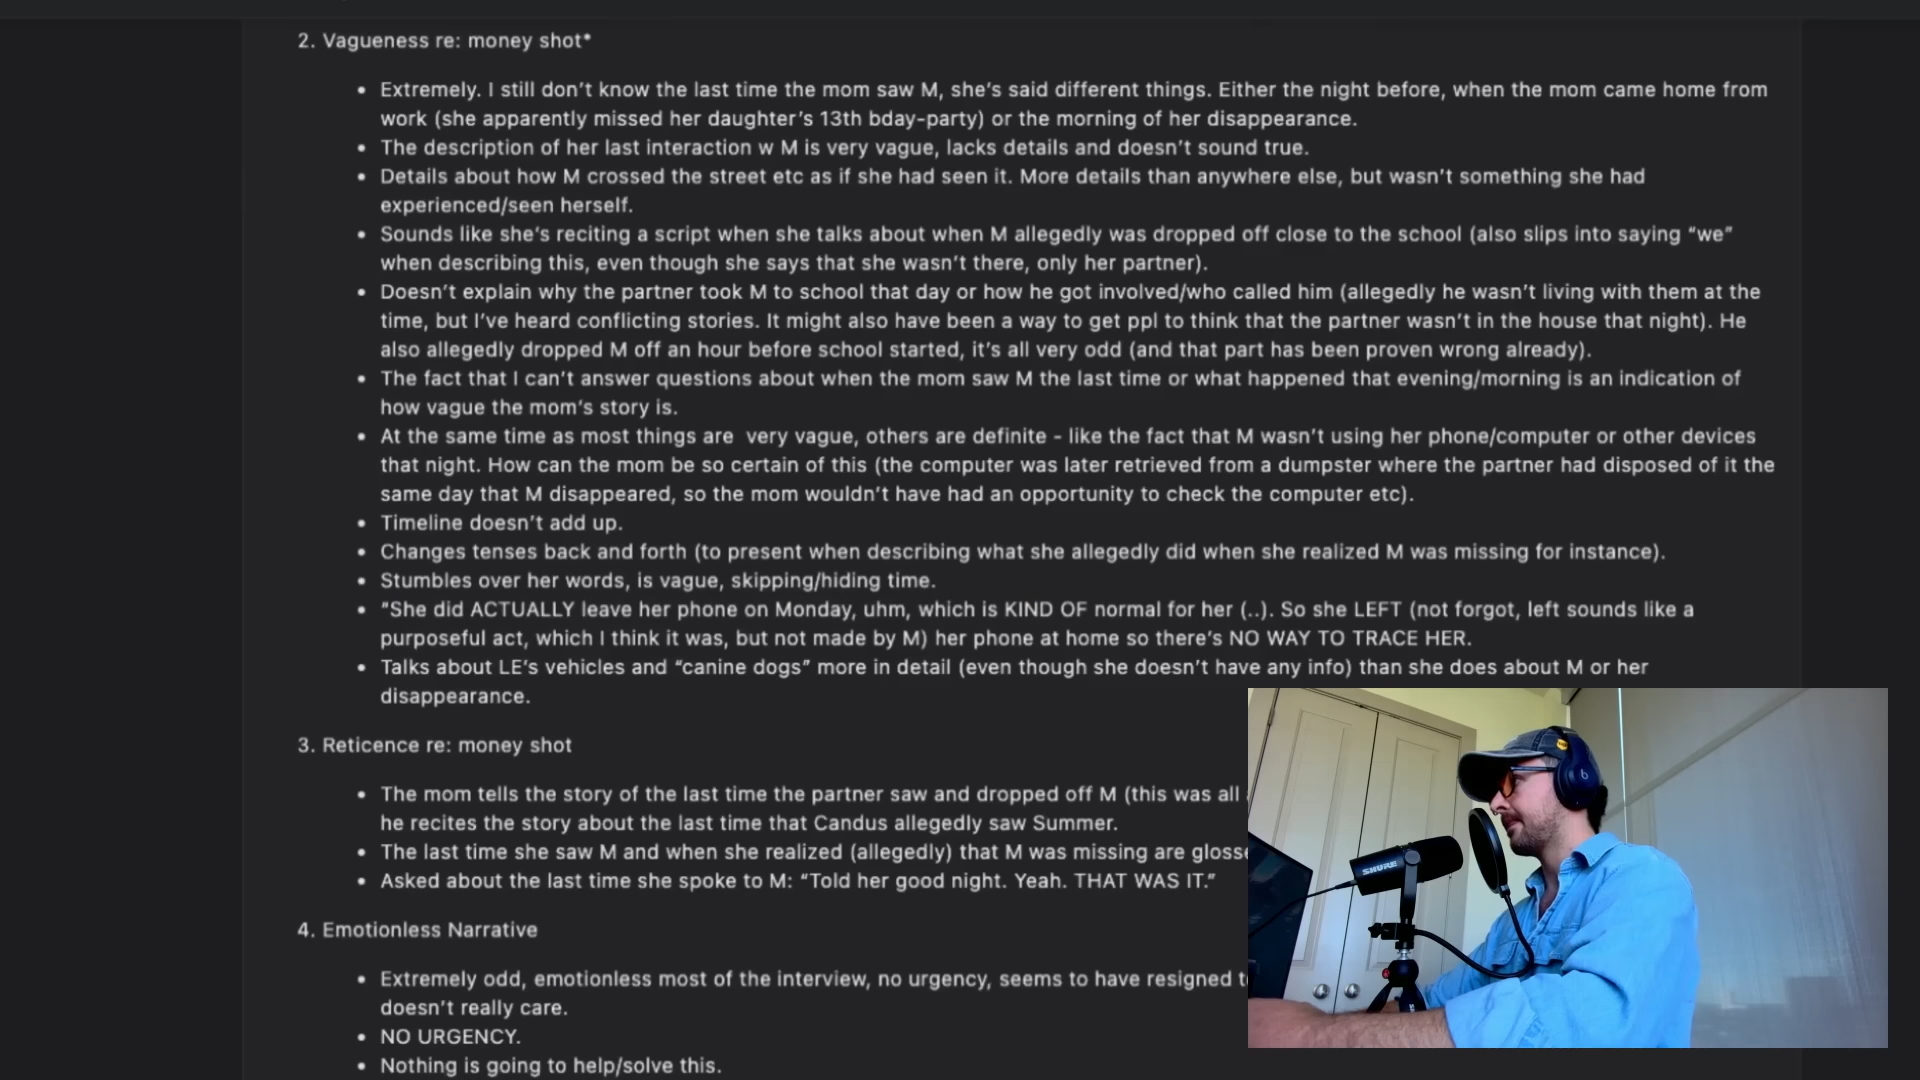 2. Vagueness re: money shot*
• Extremely. I still don’t know the last time the mom saw M, she’s said different things. Either the night before, when the mom came home from
work (she apparently missed her daughter’s 13th bday-party) or the morning of her disappearance.
• The description of her last interaction w M is very vague, lacks details and doesn’t sound true.
• Details about how M crossed the street etc as if she had seen it. More details than anywhere else, but wasn’t something she had
experienced/seen herself.
• Sounds like she’s reciting a script when she talks about when M allegedly was dropped off close to the school (also slips into saying “we”
when describing this, even though she says that she wasn’t there, only her partner).
• Doesn’t explain why the partner took M to school that day or how he got involved/who called him (allegedly he wasn’t living with them at the
time, but I’ve heard conflicting stories. It might also have been a way to get ppl to think that the partner wasn’t in the house that night). He
also allegedly dropped M off an hour before school started, it’s all very odd (and that part has been proven wrong already).
• The fact that I can’t answer questions about when the mom saw M the last time or what happened that evening/morning is an indication of
how vague the mom’s story is.
• At the same time as most things are very vague, others are definite - like the fact that M wasn’t using her phone/computer or other devices
that night. How can the mom be so certain of this (the computer was later retrieved from a dumpster where the partner had disposed of it the
same day that M disappeared, so the mom wouldn’t have had an opportunity to check the computer etc).
• Timeline doesn’t add up.
• Changes tenses back and forth (to present when describing what she allegedly did when she realized M was missing for instance).
• Stumbles over her words, is vague, skipping/hiding time.
• ”She did ACTUALLY leave her phone on Monday, uhm, which is KIND OF normal for her (..). So she LEFT (not forgot, left sounds like a
purposeful act, which I think it was, but not made by M) her phone at home so there’s NO WAY TO TRACE HER.
• Talks about LE’s vehicles and “canine dogs” more in detail (even though she doesn’t have any info) than she does about M or her
disappearance.
3. Reticence re: money shot
• The mom tells the story of the last time the partner saw and dropped off M (this was all
he recites the story about the last time that Candus allegedly saw Summer.
• The last time she saw M and when she realized (allegedly) that M was missing are
• Asked about the last time she spoke to M: “Told her good night. Yeah. THAT WAS IT.”
4. Emotionless Narrative
• Extremely odd, emotionless most of the interview, no urgency, seems to have resigned
doesn’t really care.
• NO URGENCY.
• Nothing is going to help/solve this.
SHURE